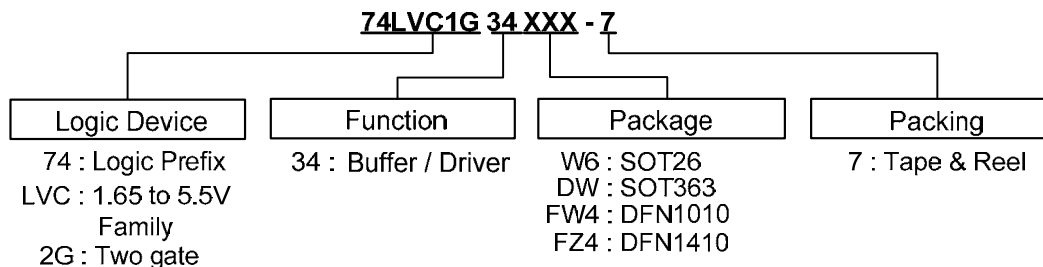 74LVC1G 34 XXX - 7
Logic Device
Function
Package
Packing
74 : Logic Prefix
LVC : 1.65 to 5.5V
Family
2G : Two gate
34 : Buffer / Driver
W6 : SOT26
DW : SOT363
FW4 : DFN1010
FZ4 : DFN1410
7 : Tape & Reel